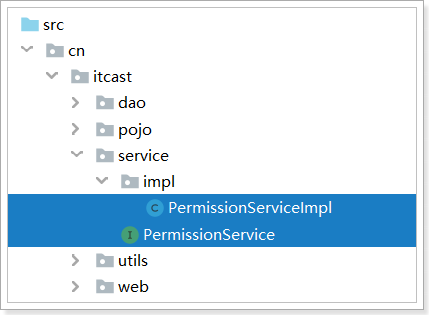 src
cn
itcast
dao
pojo
service
impl
C PermissionServiceImpl
I PermissionService
utils
web